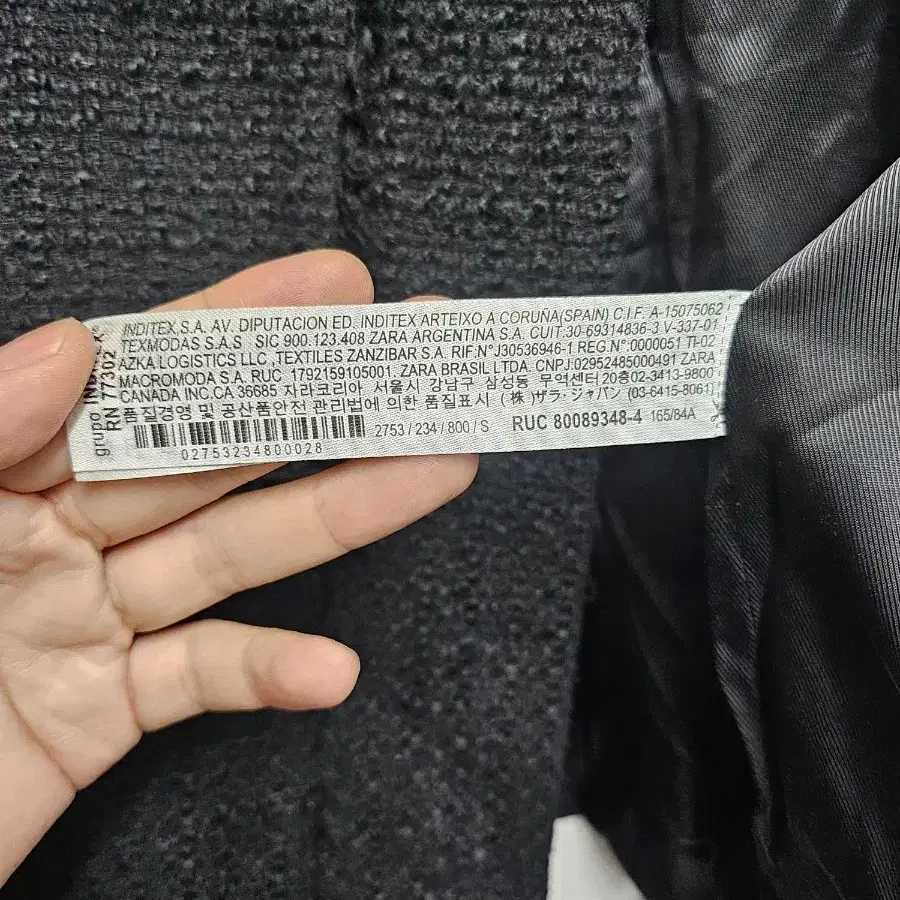 grupo INDITEX
RN 77302
INDITEX S.A. AV. DIPUTACION ED. INDITEX ARTEIXO A CORUÑA(SPAIN) C.I.F. A-15075062
TEXMODAS S.A.S SIC 900.123.408 ZARA ARGENTINA S.A. CUIT:30-69314836-3 V-337-01
AZKA LOGISTICS LLC, TEXTILES ZANZIBAR S.A. RIF.N°J30536946-1 REG.N°:0000051 TI-02
MACROMODA S.A. RUC 1792159105001. ZARA BRASIL LTDA. CNPJ:02952485000491 ZARA
CANADA INC.CA 36685 자라코리아 서울시 강남구 삼성동 무역센터20층02-3413-9800
품질경영 및 공산품안전 관리법에 의한 품질표시 (株)ザラ・ジャパン (03-6415-8061)
2753 / 234 / 800 / S RUC 80089348-4 165/84A
02753234800028